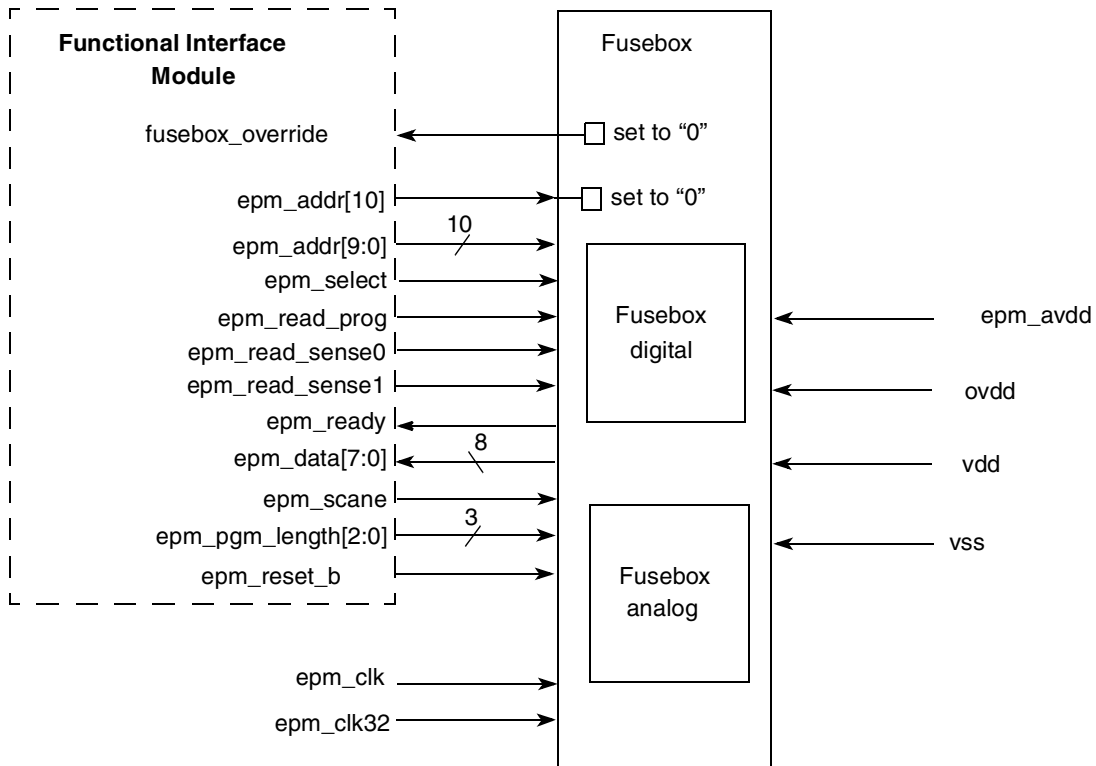 Functional Interface
Module
Fusebox
fusebox_override
set to “0”
epm_addr[10]
set to “0”
10
epm_addr[9:0]
epm_select
epm_read_prog
epm_read_sense0
epm_read_sense1
epm_ready
8
epm_data[7:0]
epm_scane
3
epm_pgm_length[2:0]
epm_reset_b
epm_clk
epm_clk32
Fusebox
digital
Fusebox
analog
epm_avdd
ovdd
vdd
vss